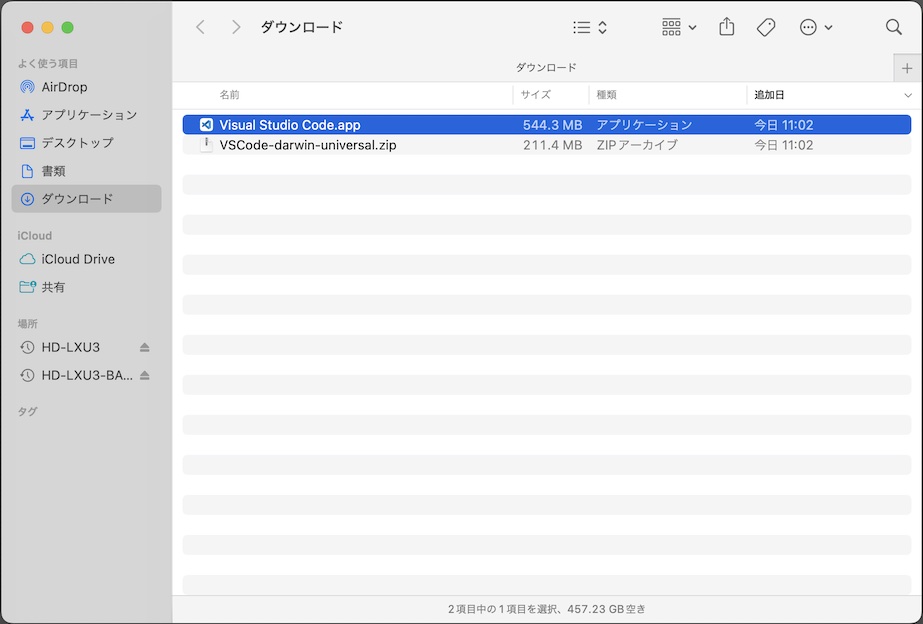 ダウンロード
よく使う項目
AirDrop
アプリケーション
デスクトップ
書類
ダウンロード
iCloud
iCloud Drive
共有
場所
HD-LXU3
HD-LXU3-BA...
タグ
ダウンロード
名前 サイズ 種類 追加日
Visual Studio Code.app 544.3 MB アプリケーション 今日 11:02
VSCode-darwin-universal.zip 211.4 MB ZIPアーカイブ 今日 11:02
2項目中の1項目を選択、457.23 GB空き